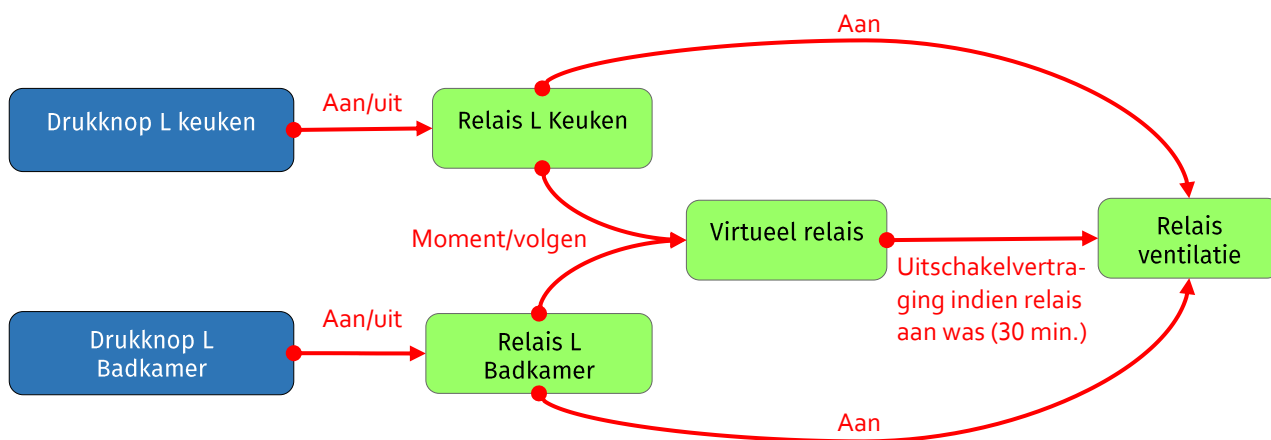 Aan
Drukknop L keuken
Aan/uit
Relais L Keuken
Moment/volgen
Virtueel relais
Relais
ventilatie
Uitschakelvertra-
ging indien relais
aan was (30 min.)
Drukknop L
Badkamer
Aan/uit
Relais L
Badkamer
Aan